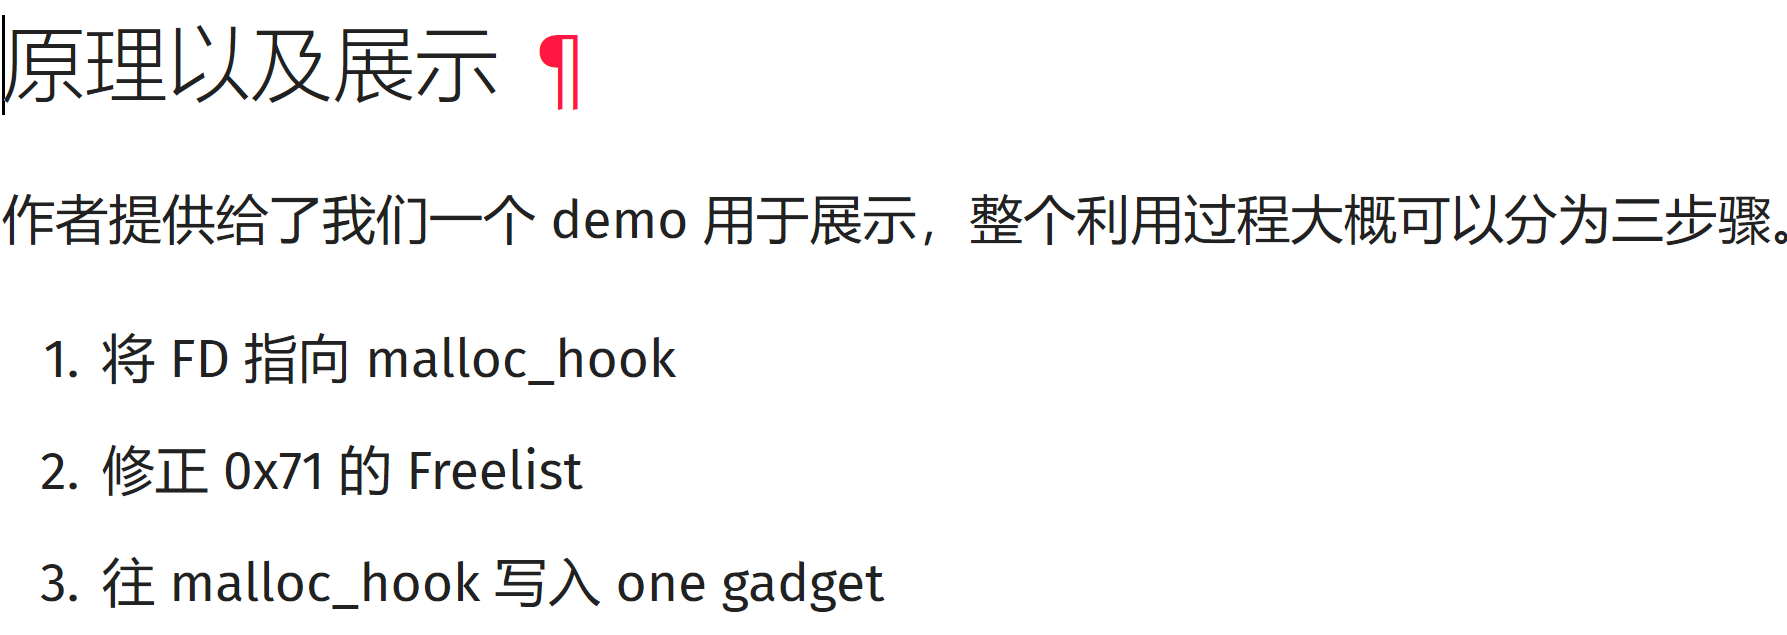 原理以及展示 ¶
作者提供给了我们一个 demo 用于展示，整个利用过程大概可以分为三步骤。
1. 将 FD 指向 malloc_hook
2. 修正 0x71 的 Freelist
3. 往 malloc_hook 写入 one gadget